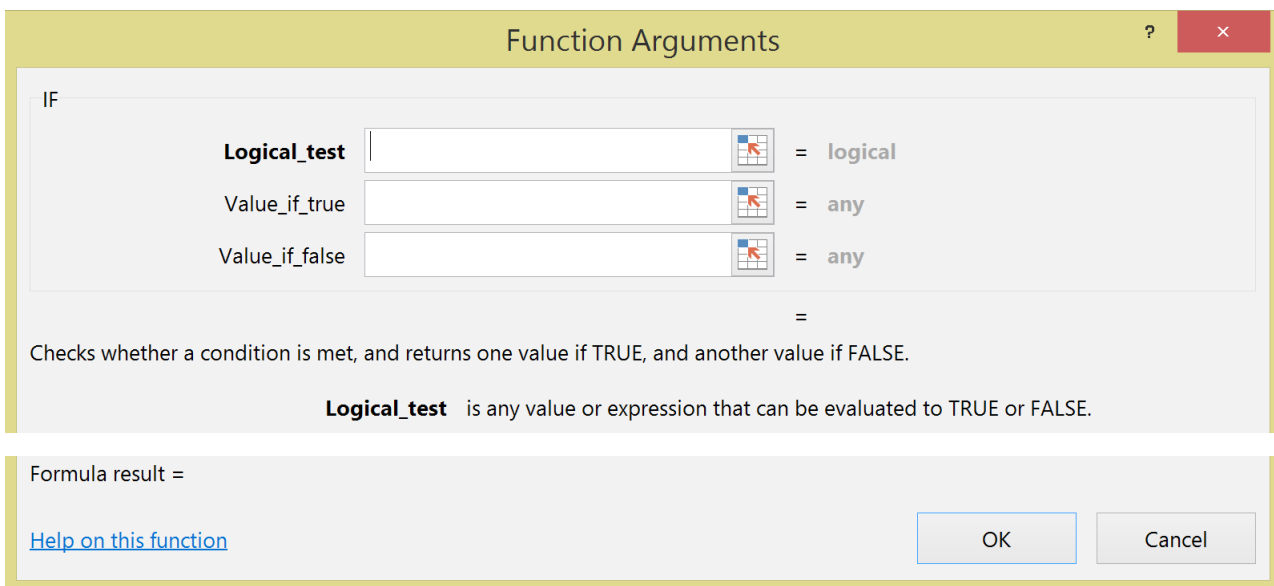 Function Arguments ? ×
IF
Logical_test = logical
Value_if_true = any
Value_if_false = any
=
Checks whether a condition is met, and returns one value if TRUE, and another value if FALSE.
Logical_test is any value or expression that can be evaluated to TRUE or FALSE.
Formula result =
Help on this function OK Cancel